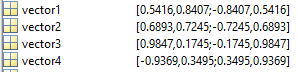 vector1 [0.5416,0.8407;-0.8407,0.5416]
vector2 [0.6893,0.7245;-0.7245,0.6893]
vector3 [0.9847,0.1745;-0.1745,0.9847]
vector4 [-0.9369,0.3495;0.3495,0.9369]